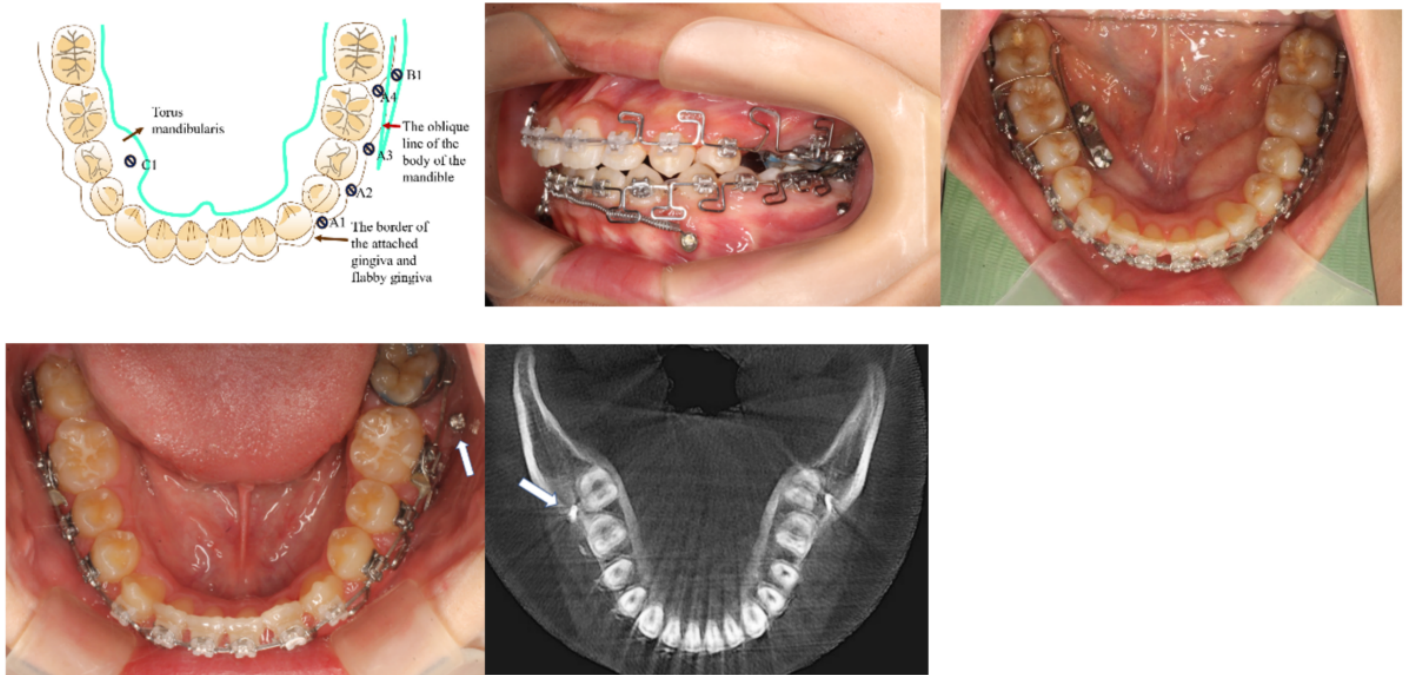 Torus
mandibularis
C1
B1
A4
The oblique
line of the
body of the
mandible
A3
A2
A1
The border of
the attached
gingiva and
flabby gingiva